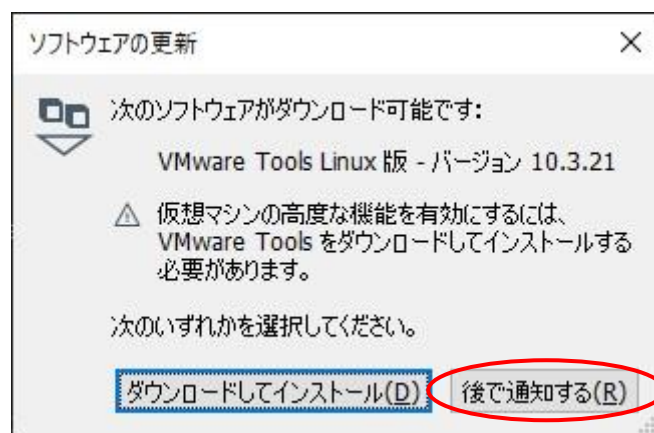 ソフトウェアの更新
次のソフトウェアがダウンロード可能です:
VMware Tools Linux 版 - バージョン 10.3.21
仮想マシンの高度な機能を有効にするには、
VMware Tools をダウンロードしてインストールする
必要があります。
次のいずれかを選択してください。
ダウンロードしてインストール(D) 後で通知する(R)